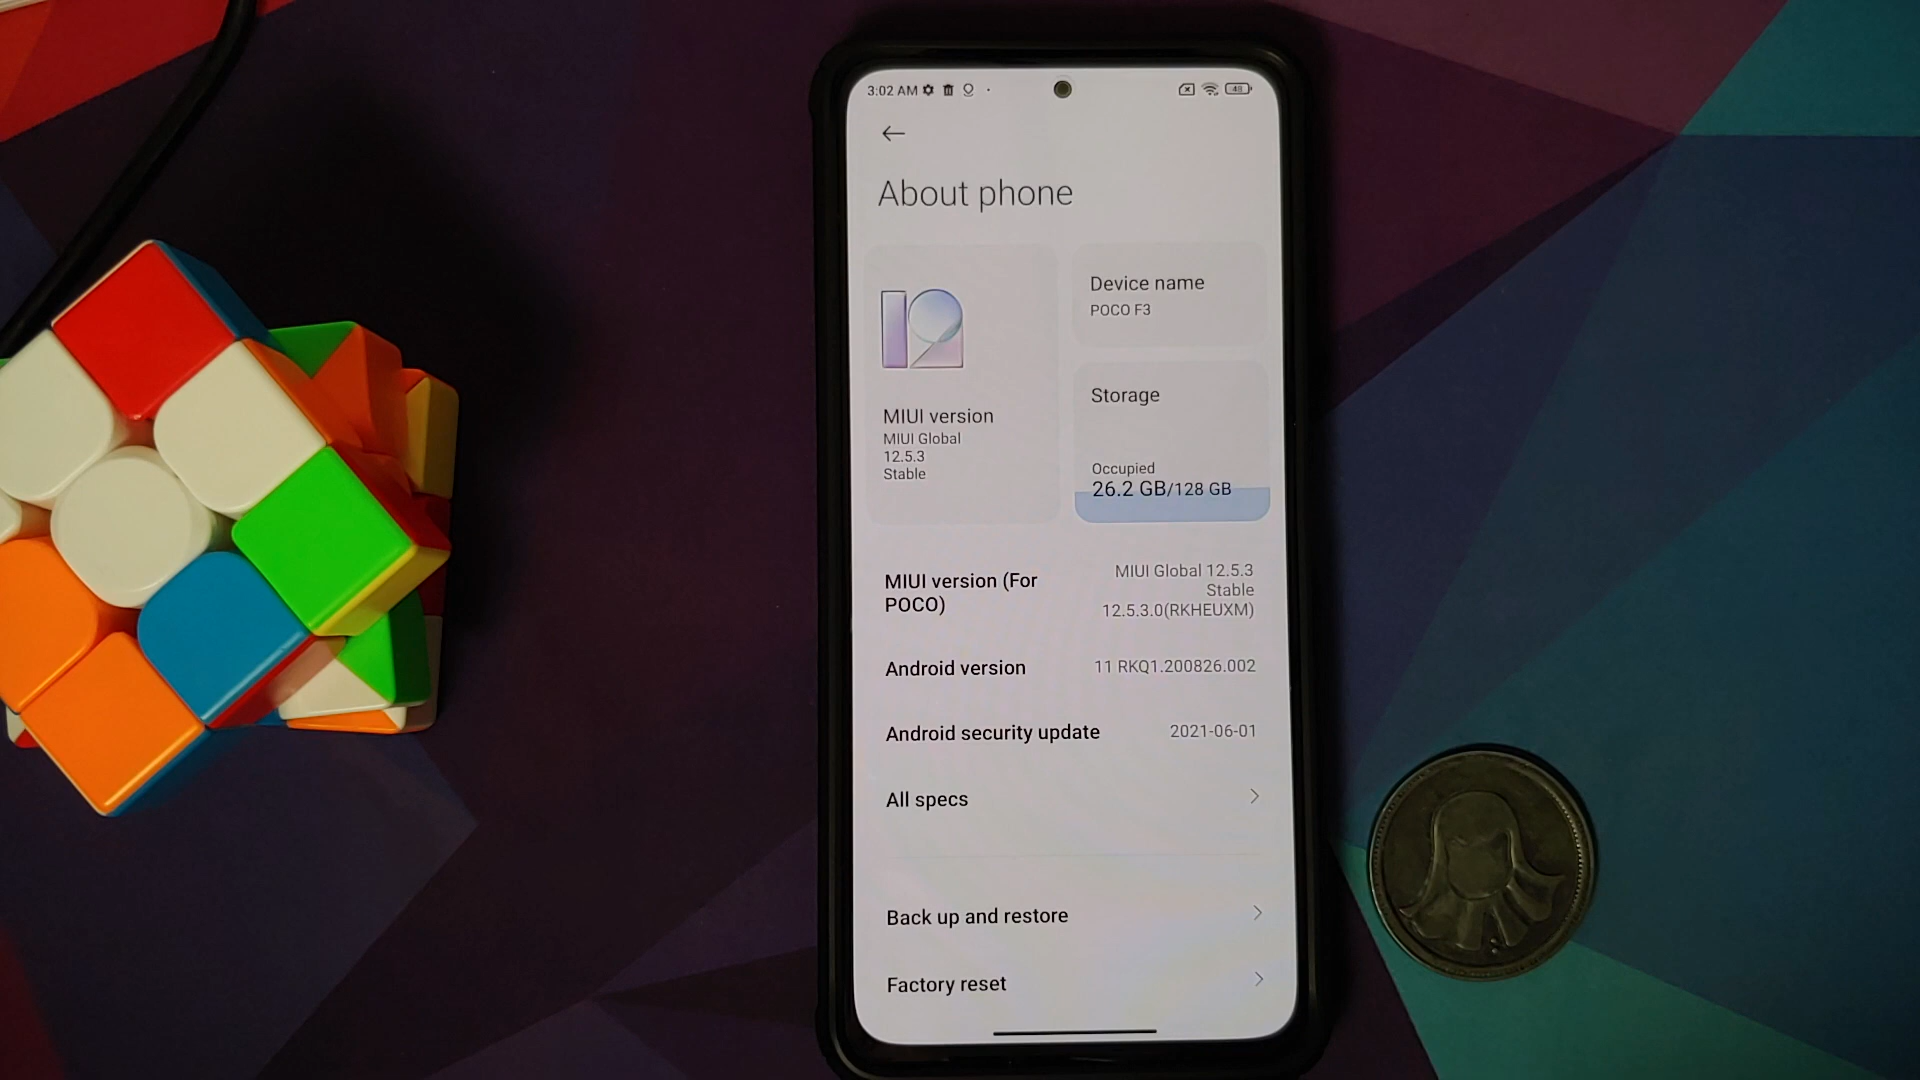 3:02 AM
48
About phone
12
MIUI version
MIUI Global
12.5.3
Stable
Device name
POCO F3
Storage
Occupied
26.2 GB/128 GB
MIUI version (For
POCO)
MIUI Global 12.5.3
Stable
12.5.3.0(RKHEUXM)
Android version
11 RKQ1.200826.002
Android security update
2021-06-01
All specs
Back up and restore
Factory reset